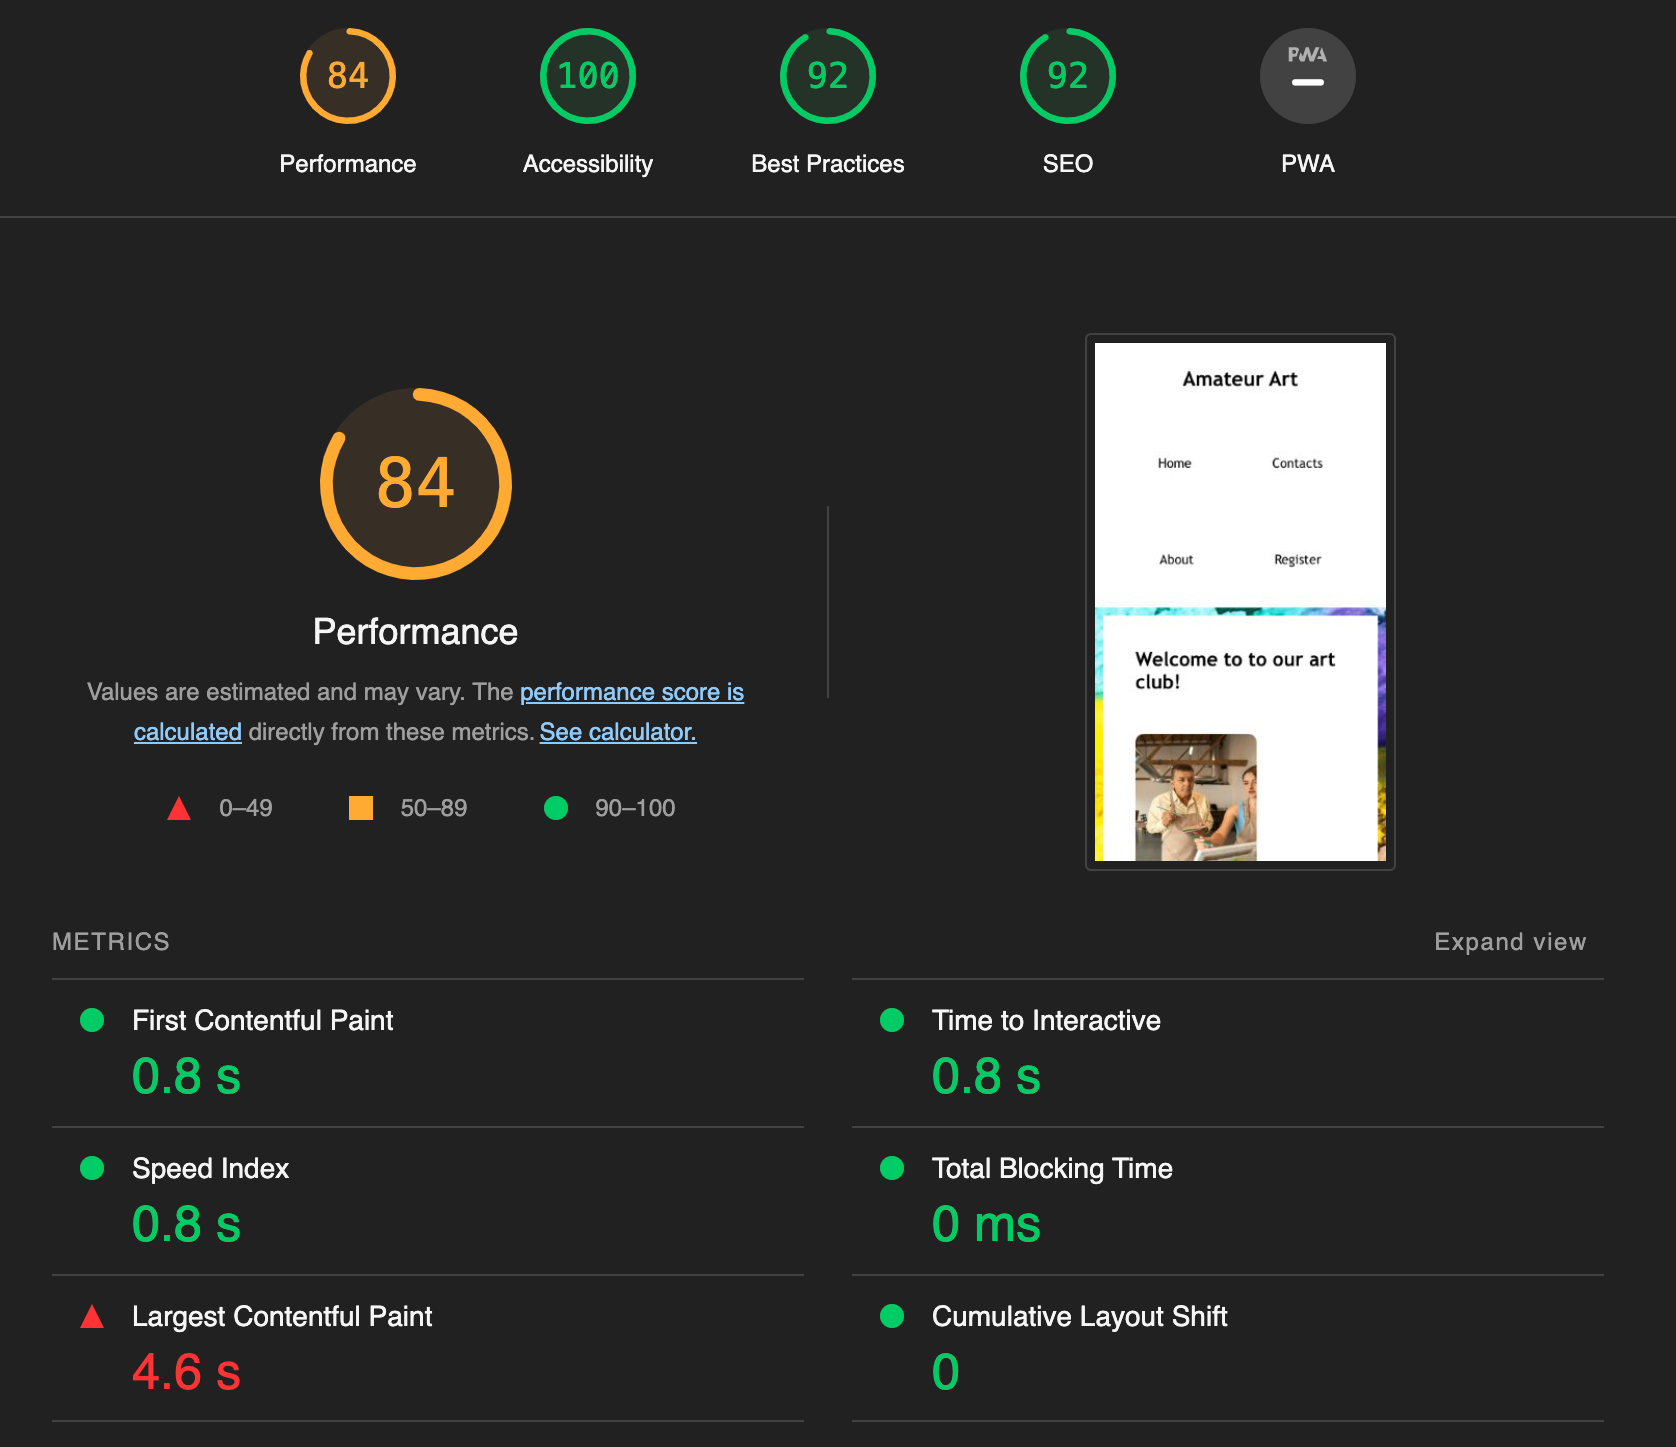 84
100
92
92
PWA
Performance
Accessibility
Best Practices
SEO
PWA
84
Performance
Values are estimated and may vary. The performance score is
calculated directly from these metrics. See calculator.
0–49
50–89
90–100
Amateur Art
Home
Contacts
About
Register
Welcome to to our art
club!
METRICS
Expand view
First Contentful Paint
0.8 s
Time to Interactive
0.8 s
Speed Index
0.8 s
Total Blocking Time
0 ms
Largest Contentful Paint
4.6 s
Cumulative Layout Shift
0